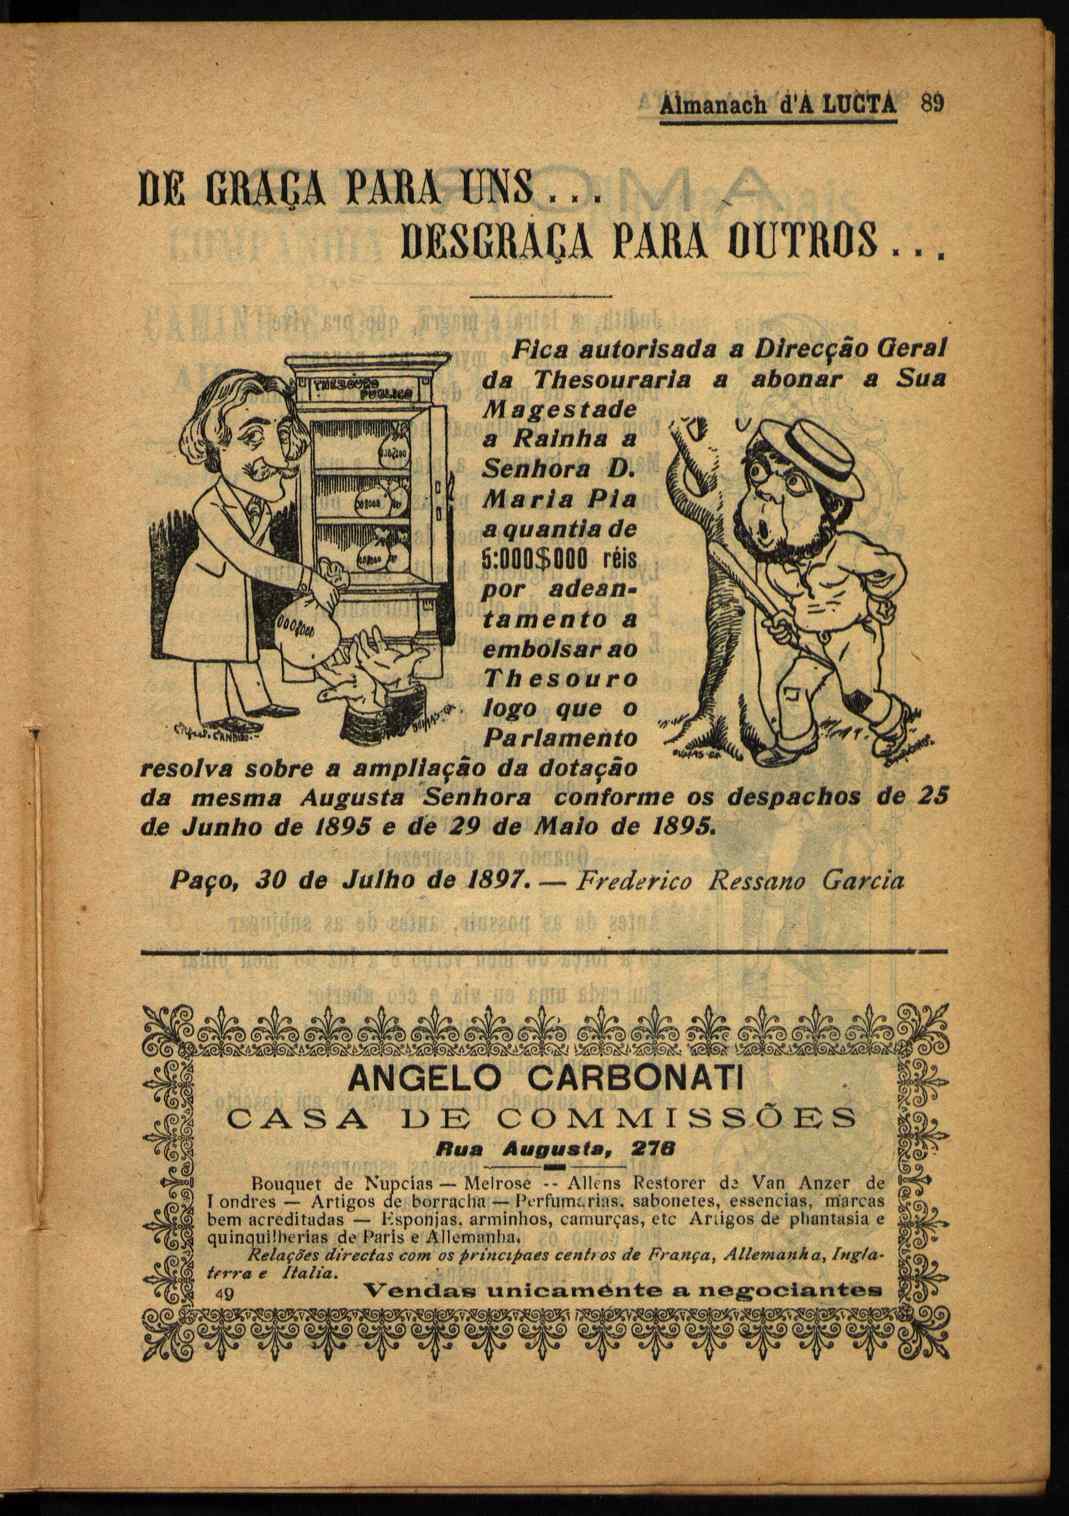 Almanach d'A LUCTA 89
DE GRAÇA PARA UNS...
DESGRAÇA PARA OUTROS...
THESOURO
PUBLICO
Fica autorisada a Direcção Geral
da Thesouraria a abonar a Sua
Magestade
a Rainha a
Senhora D.
Maria Pia
a quantia de
5:000$000 réis
por adean-
tamento a
embolsar ao
Thesouro
logo que o
Parlamento
resolva sobre a ampliação da dotação
da mesma Augusta Senhora conforme os despachos de 25
de Junho de 1895 e de 29 de Maio de 1895.
Paço, 30 de Julho de 1897. — Frederico Ressano Garcia
ANGELO CARBONATI
CASA DE COMMISSÕES
Rua Augusta, 276
Bouquet de Nupcias — Melrose -- Allens Restorer de Van Anzer de
Londres — Artigos de borracha — Perfumarias, sabonetes, essencias, marcas
bem acreditadas — Esponjas, arminhos, camurças, etc Artigos de phantasia e
quinquilherias de Paris e Allemanha.
Relações directas com os principaes centros de França, Allemanha, Ingla-
terra e Italia.
49 Vendas unicaménte a negociantes